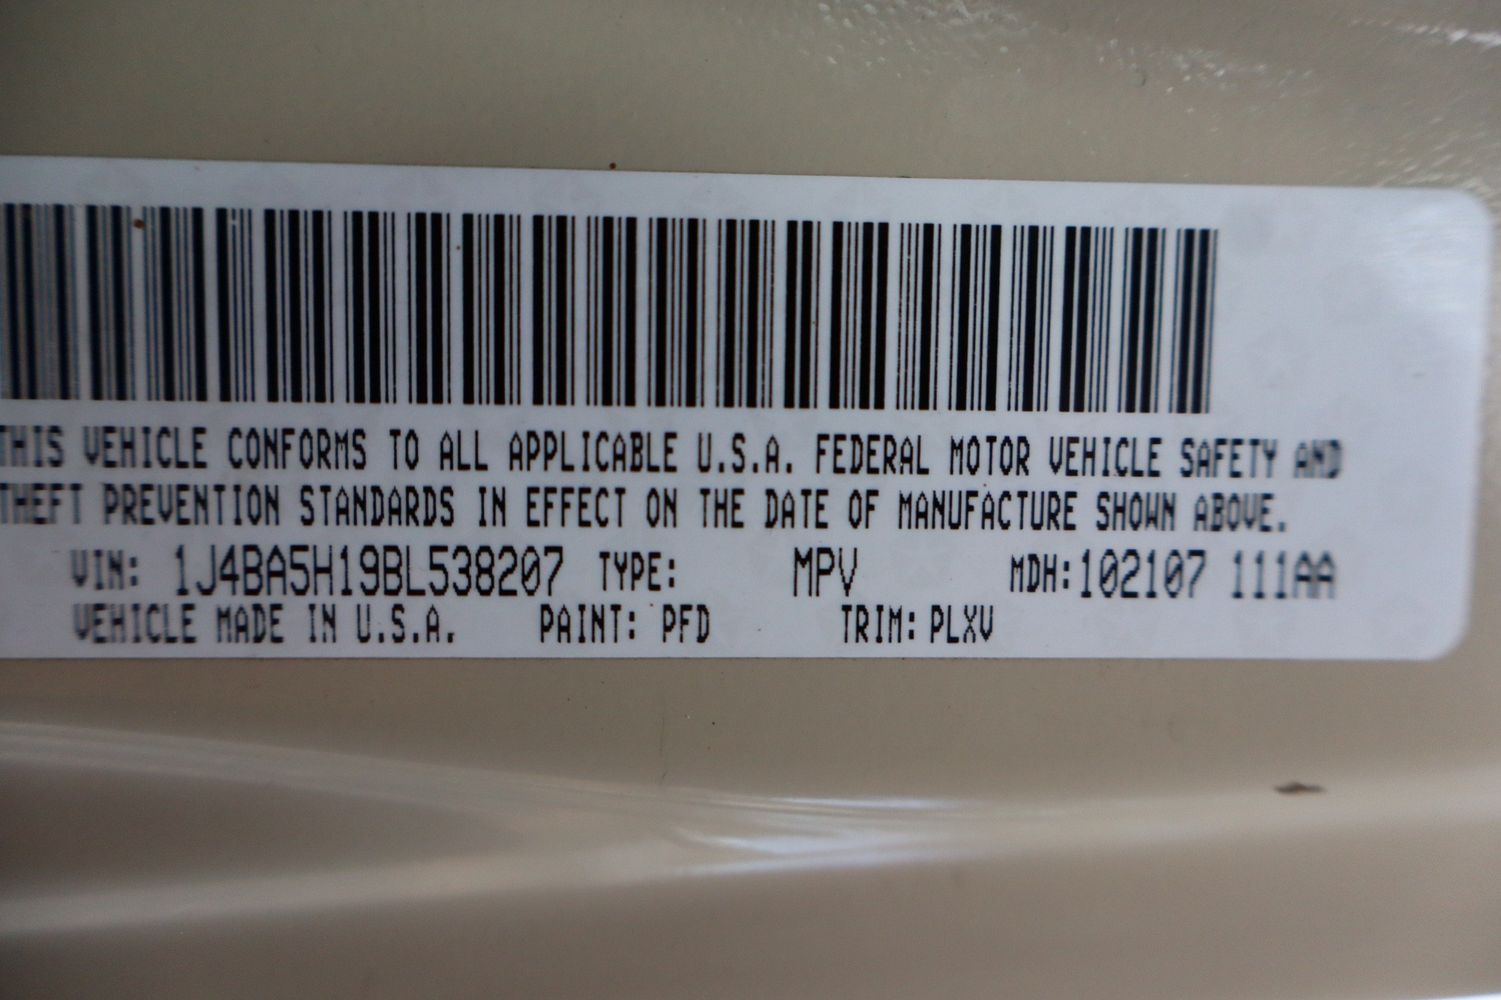 THIS VEHICLE CONFORMS TO ALL APPLICABLE U.S.A. FEDERAL MOTOR VEHICLE SAFETY AND
THEFT PREVENTION STANDARDS IN EFFECT ON THE DATE OF MANUFACTURE SHOWN ABOVE.
VIN: 1J4BA5H19BL538207 TYPE: MPV MDH:102107 111AA
VEHICLE MADE IN U.S.A. PAINT: PFD TRIM: PLXV